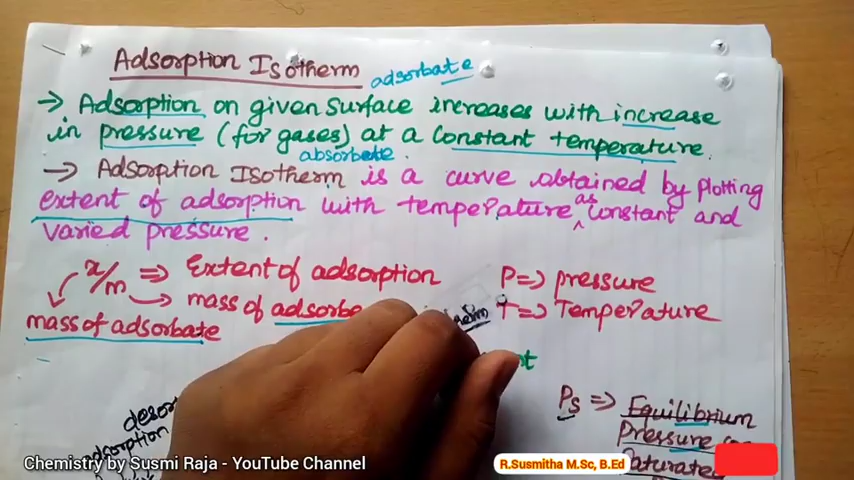 Adsorption Isotherm
adsorbate
→ Adsorption on given surface increases with increase
in pressure (for gases) at a constant temperature.
absorbate
→ Adsorption Isotherm is a curve obtained by plotting
extent of adsorption with temperature as constant and
varied pressure.
x/m ⇒ Extent of adsorption
P ⇒ pressure
mass of adsorbe
T ⇒ Temperature
mass of adsorbate
Ps ⇒ Equilibrium
Pressure
Saturated
adsorption
Chemistry by Susmi Raja - YouTube Channel
R.Susmitha M.Sc, B.Ed